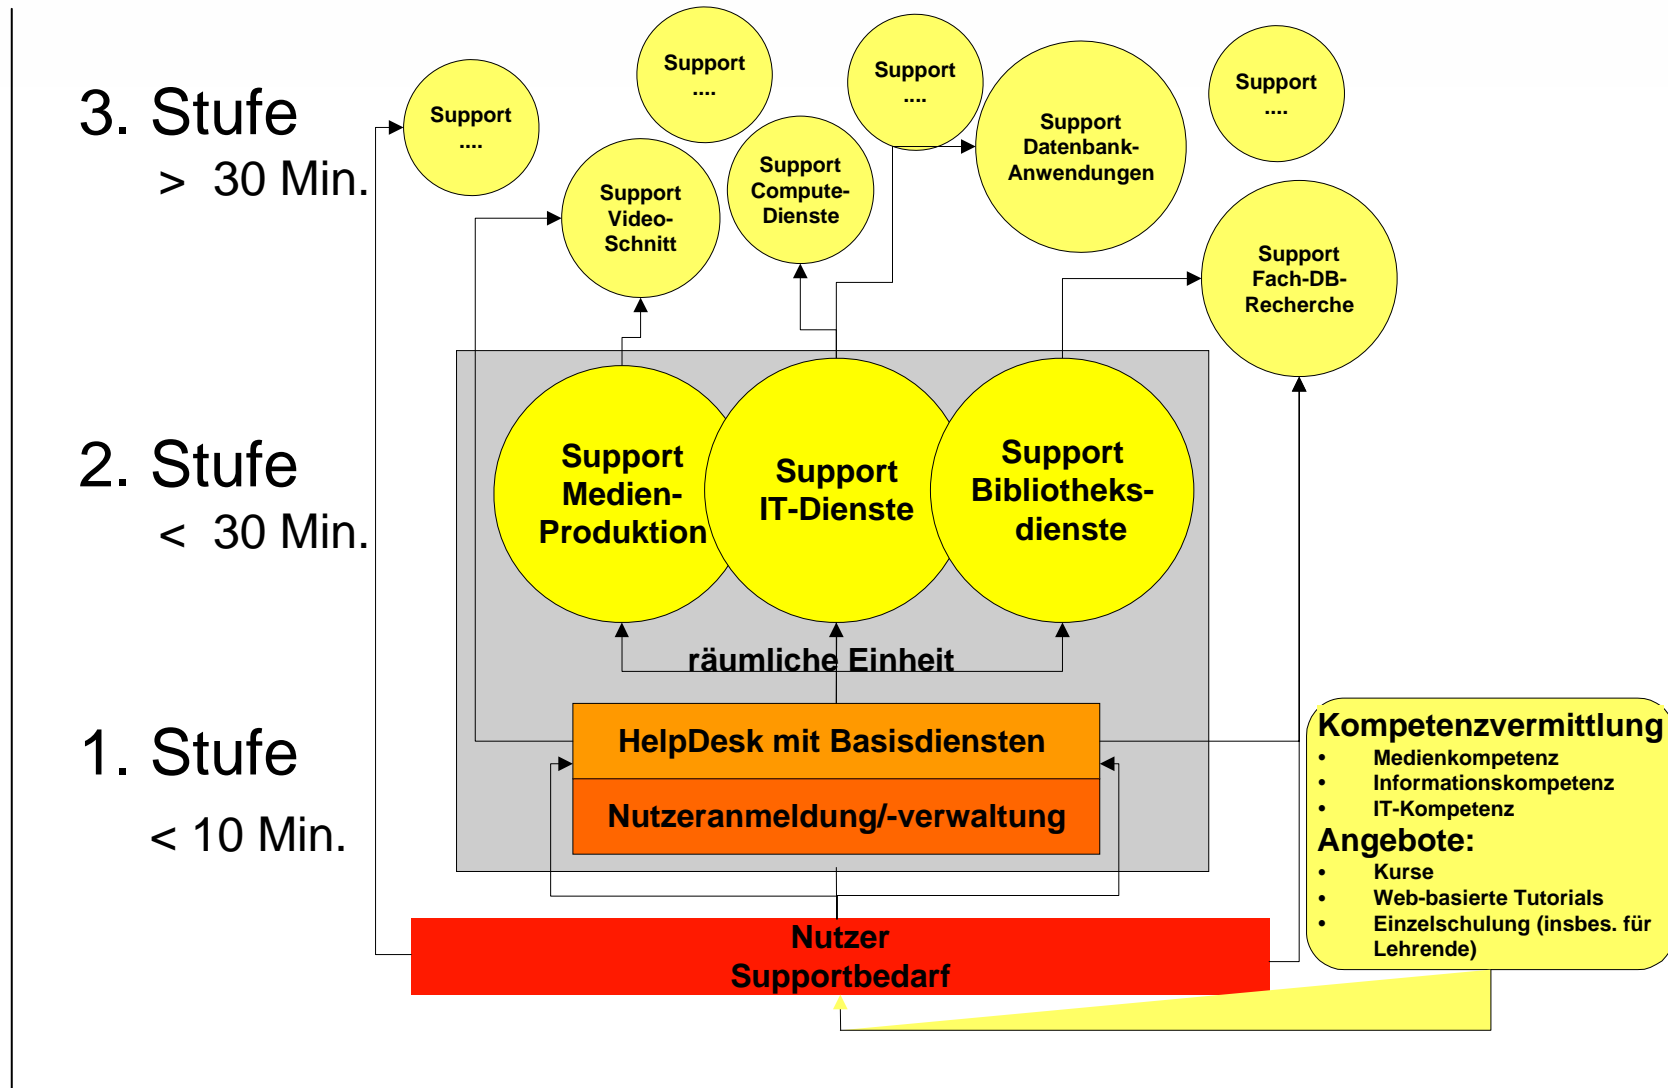 3. Stufe
> 30 Min.
Support
....
Support
....
Support
....
Support
....
Support
Video-
Schnitt
Support
Compute-
Dienste
Support
Datenbank-
Anwendungen
Support
Fach-DB-
Recherche
2. Stufe
< 30 Min.
Support
Medien-
Produktion
Support
IT-Dienste
Support
Bibliotheks-
dienste
räumliche Einheit
1. Stufe
< 10 Min.
HelpDesk mit Basisdiensten
Nutzeranmeldung/-verwaltung
Nutzer
Supportbedarf
Kompetenzvermittlung
• Medienkompetenz
• Informationskompetenz
• IT-Kompetenz
Angebote:
• Kurse
• Web-basierte Tutorials
• Einzelschulung (insbes. für
Lehrende)